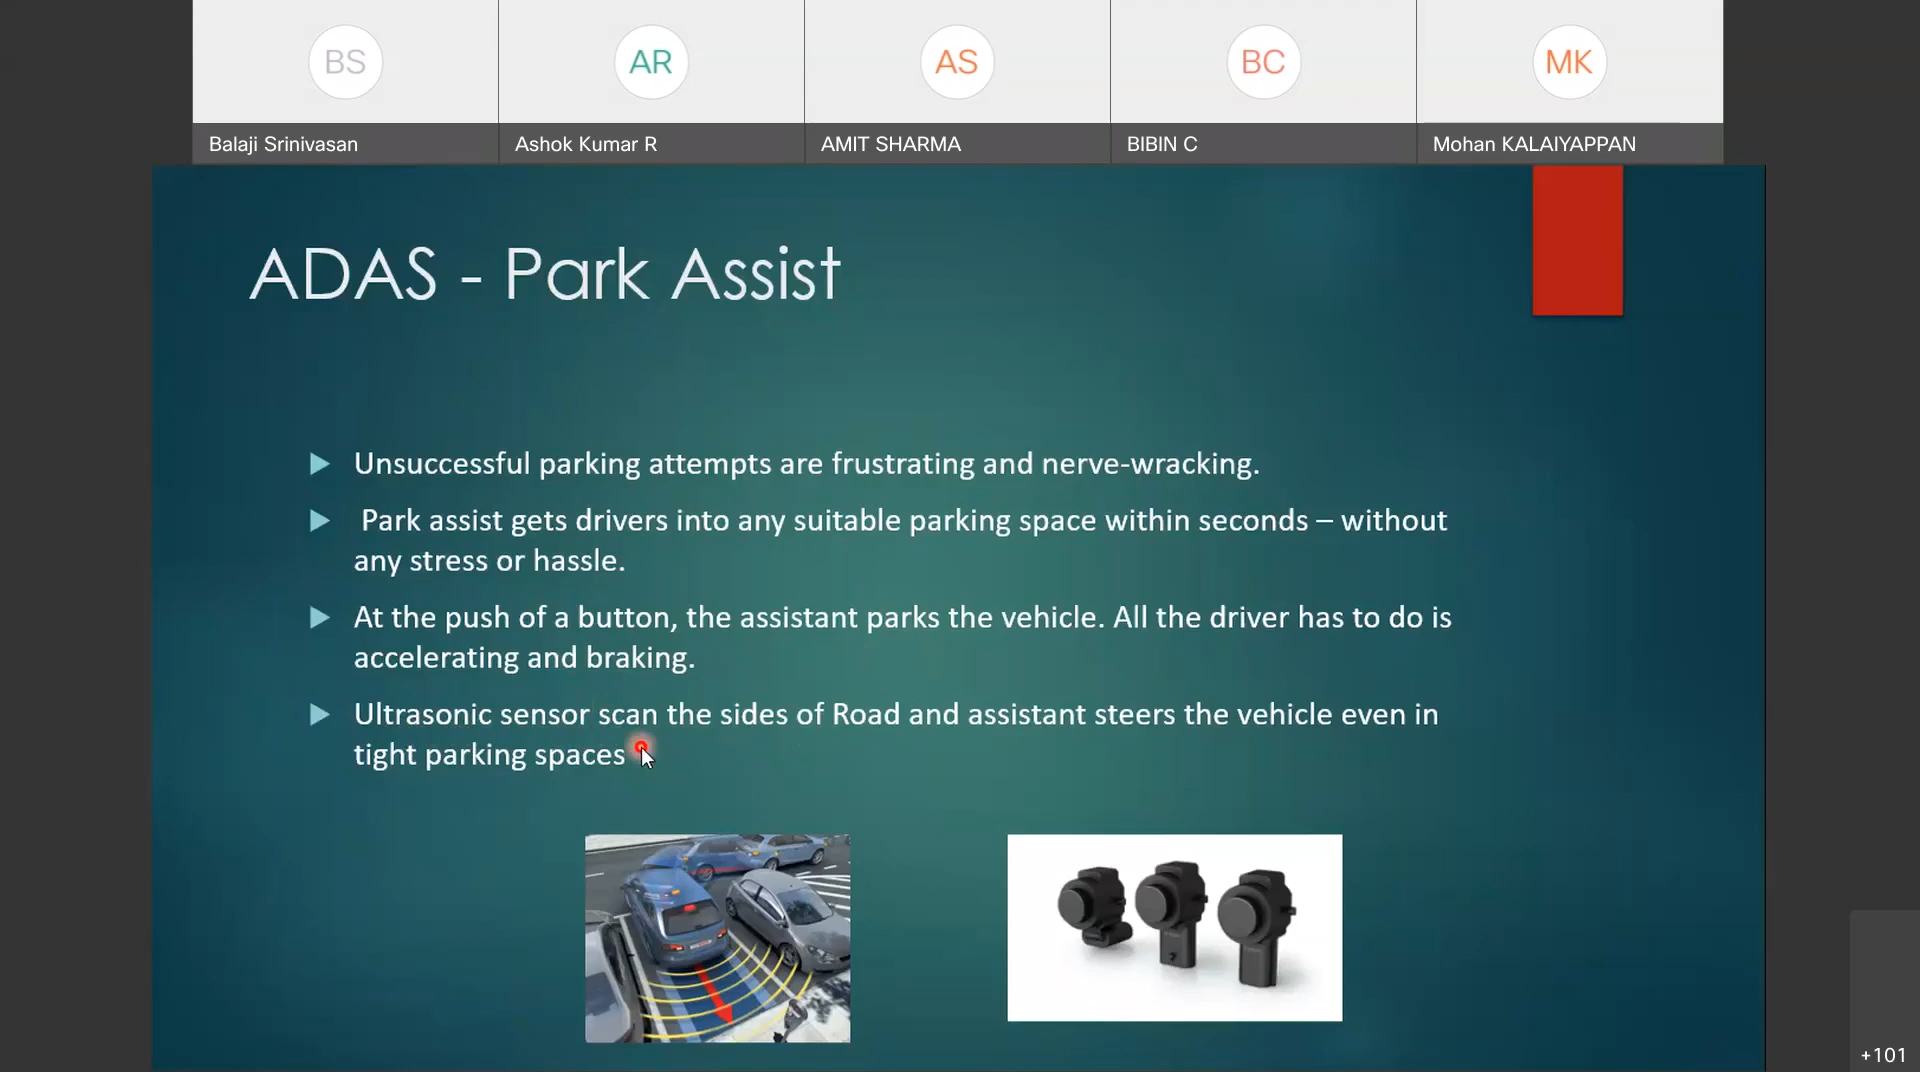 BS
AR
AS
BC
MK
Balaji Srinivasan
Ashok Kumar R
AMIT SHARMA
BIBIN C
Mohan KALAIYAPPAN
ADAS - Park Assist
Unsuccessful parking attempts are frustrating and nerve-wracking.
Park assist gets drivers into any suitable parking space within seconds – without
any stress or hassle.
At the push of a button, the assistant parks the vehicle. All the driver has to do is
accelerating and braking.
Ultrasonic sensor scan the sides of Road and assistant steers the vehicle even in
tight parking spaces
+101